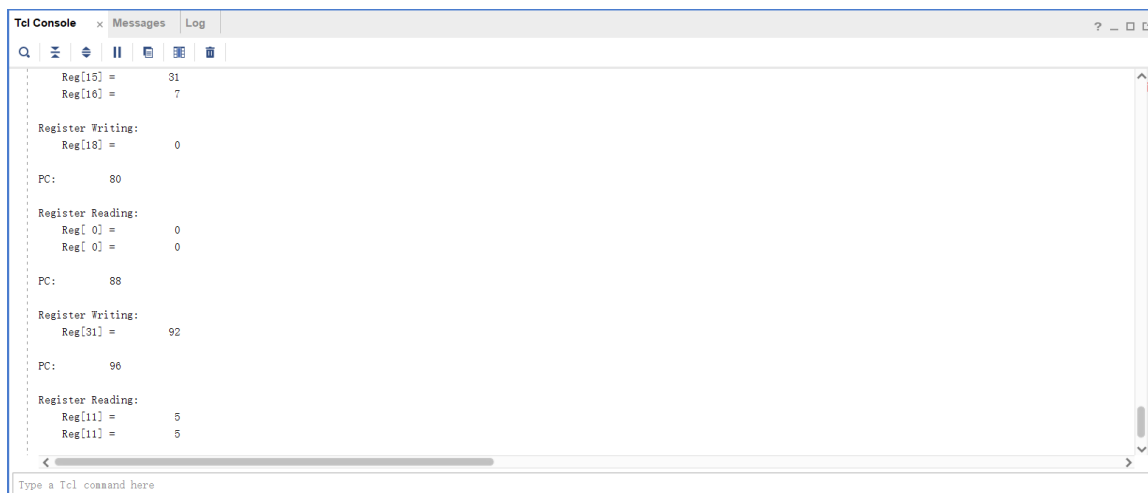 Tcl Console × Messages Log ? _
Reg[15] = 31
Reg[16] = 7
Register Writing:
Reg[18] = 0
PC: 80
Register Reading:
Reg[ 0] = 0
Reg[ 0] = 0
PC: 88
Register Writing:
Reg[31] = 92
PC: 96
Register Reading:
Reg[11] = 5
Reg[11] = 5
Type a Tcl command here